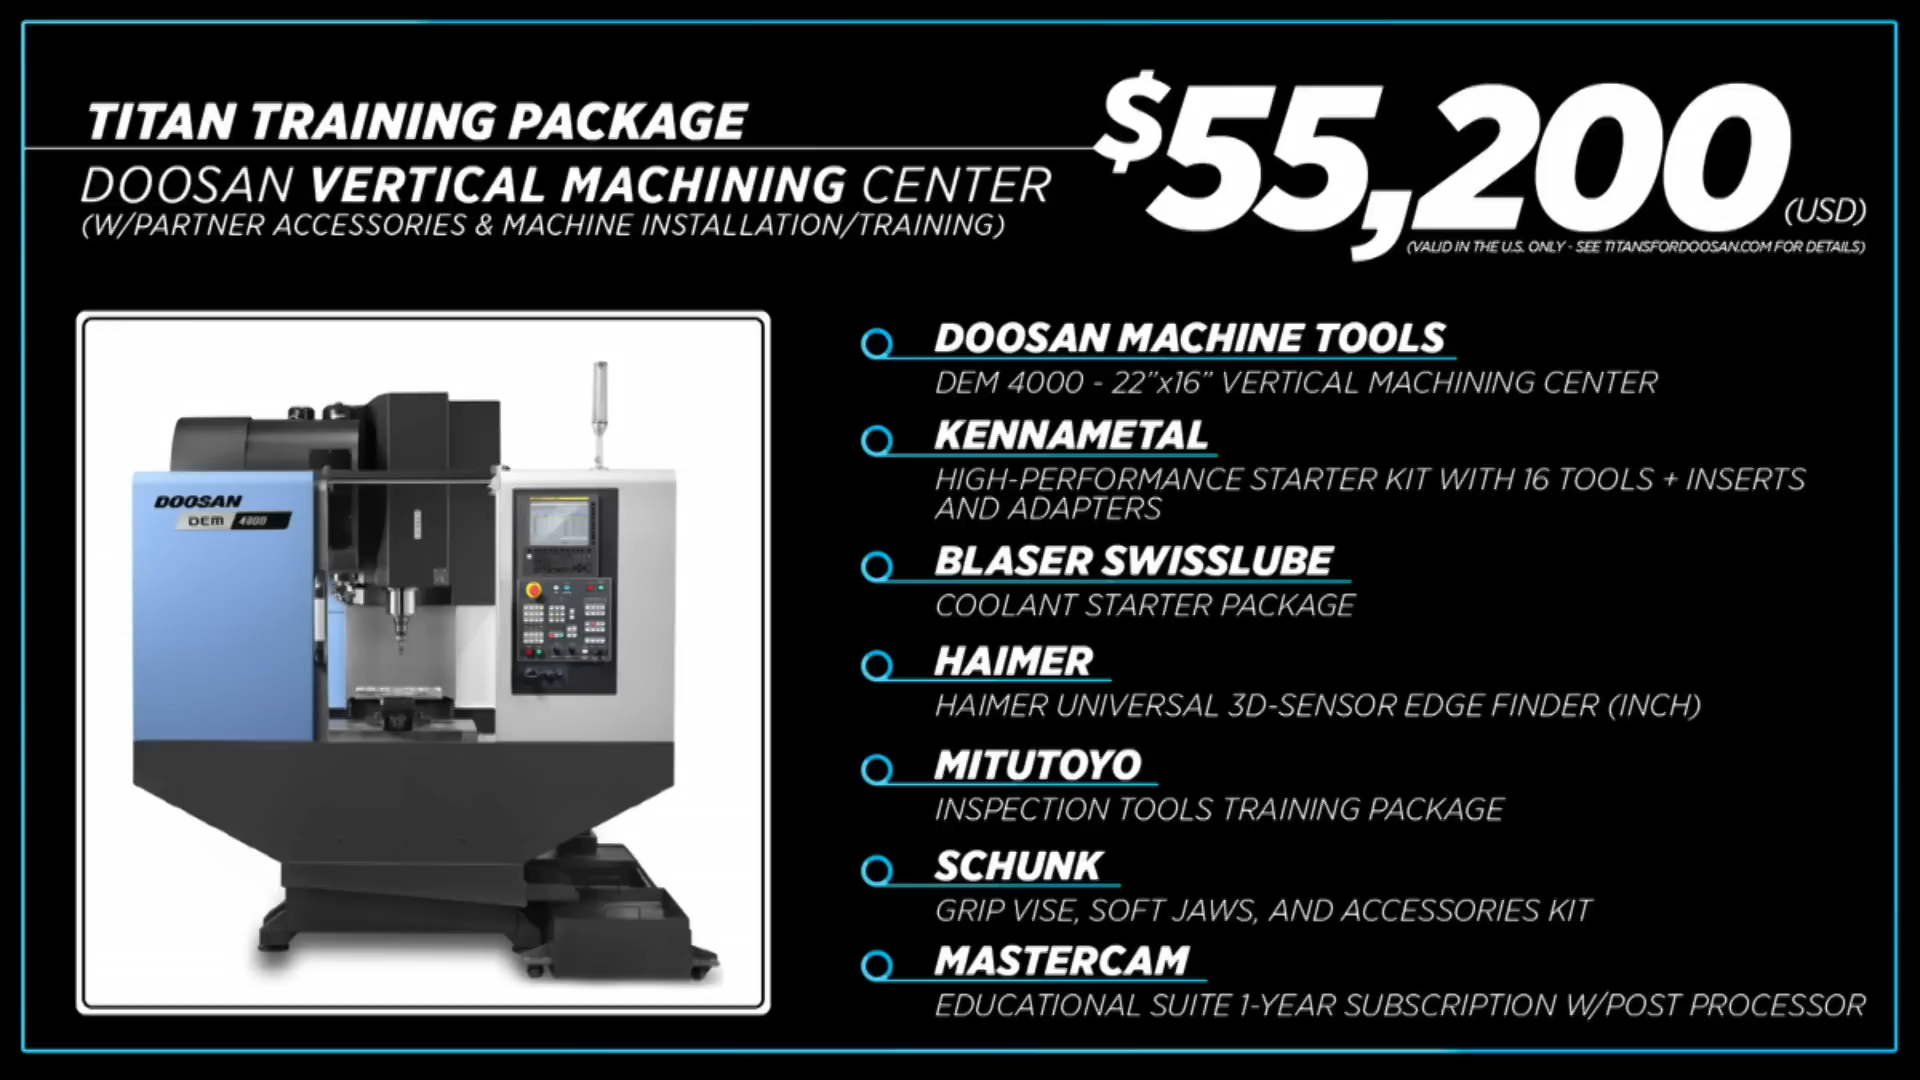 TITAN TRAINING PACKAGE
DOOSAN VERTICAL MACHINING CENTER
(W/PARTNER ACCESSORIES & MACHINE INSTALLATION/TRAINING)
$55,200
(USD)
(VALID IN THE U.S. ONLY - SEE TITANSFORDOOSAN.COM FOR DETAILS)
DOOSAN
DEM 4000
DOOSAN MACHINE TOOLS
DEM 4000 - 22”x16” VERTICAL MACHINING CENTER
KENNAMETAL
HIGH-PERFORMANCE STARTER KIT WITH 16 TOOLS + INSERTS
AND ADAPTERS
BLASER SWISSLUBE
COOLANT STARTER PACKAGE
HAIMER
HAIMER UNIVERSAL 3D-SENSOR EDGE FINDER (INCH)
MITUTOYO
INSPECTION TOOLS TRAINING PACKAGE
SCHUNK
GRIP VISE, SOFT JAWS, AND ACCESSORIES KIT
MASTERCAM
EDUCATIONAL SUITE 1-YEAR SUBSCRIPTION W/POST PROCESSOR